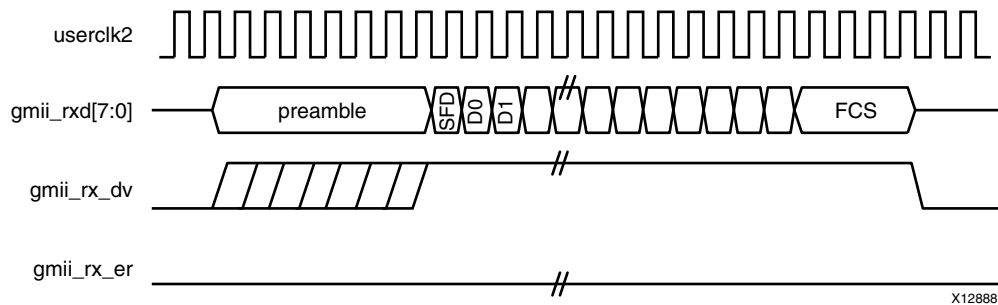 userclk2
gmii_rxd[7:0]
preamble
SFD
D0
D1
FCS
gmii_rx_dv
gmii_rx_er
X12888